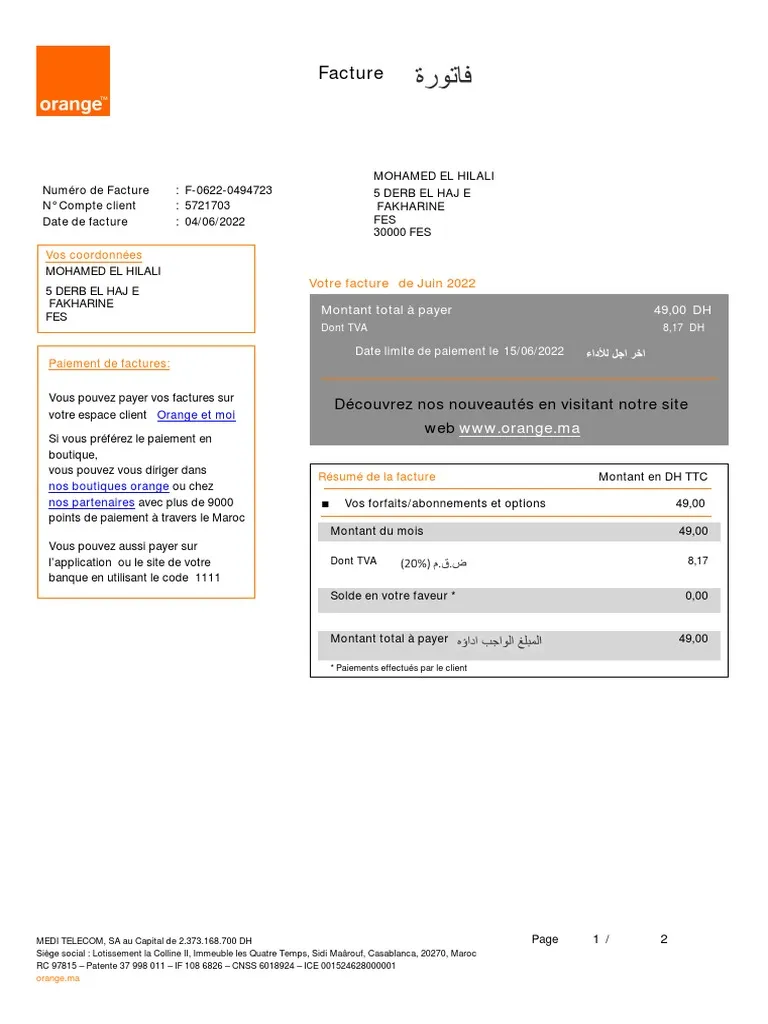 orange™
Facture فاتورة
Numéro de Facture : F-0622-0494723
N° Compte client : 5721703
Date de facture : 04/06/2022
MOHAMED EL HILALI
5 DERB EL HAJ E
FAKHARINE
FES
30000 FES
Vos coordonnées
MOHAMED EL HILALI
5 DERB EL HAJ E
FAKHARINE
FES
Paiement de factures:
Vous pouvez payer vos factures sur
votre espace client Orange et moi
Si vous préférez le paiement en
boutique,
vous pouvez vous diriger dans
nos boutiques orange ou chez
nos partenaires avec plus de 9000
points de paiement à travers le Maroc
Vous pouvez aussi payer sur
l'application ou le site de votre
banque en utilisant le code 1111
Votre facture de Juin 2022
Montant total à payer 49,00 DH
Dont TVA 8,17 DH
Date limite de paiement le 15/06/2022 اخر اجل للأداء
Découvrez nos nouveautés en visitant notre site
web www.orange.ma
Résumé de la facture Montant en DH TTC
■ Vos forfaits/abonnements et options 49,00
Montant du mois 49,00
Dont TVA (20%) ض.ق.م 8,17
Solde en votre faveur * 0,00
Montant total à payer المبلغ الواجب اداؤه 49,00
* Paiements effectués par le client
MEDI TELECOM, SA au Capital de 2.373.168.700 DH
Siège social : Lotissement la Colline II, Immeuble les Quatre Temps, Sidi Maârouf, Casablanca, 20270, Maroc
RC 97815 – Patente 37 998 011 – IF 108 6826 – CNSS 6018924 – ICE 001524628000001
orange.ma
Page 1 / 2